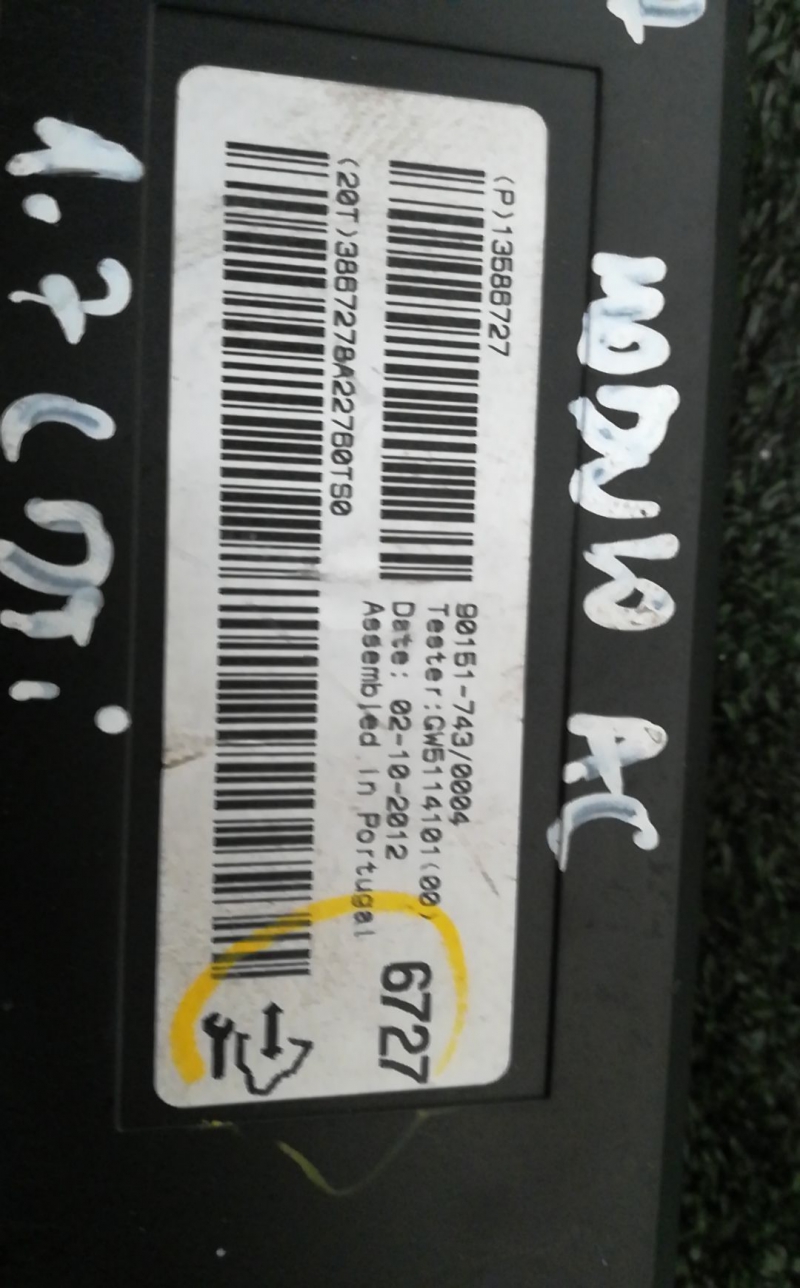 MODULO AC
(P)13588727
(20T)3887278A227B0TS0
90151-743/0004
Tester:GW5114101(00)
Date: 02-10-2012
Assembled in Portugal
6727
1.7 CDTi